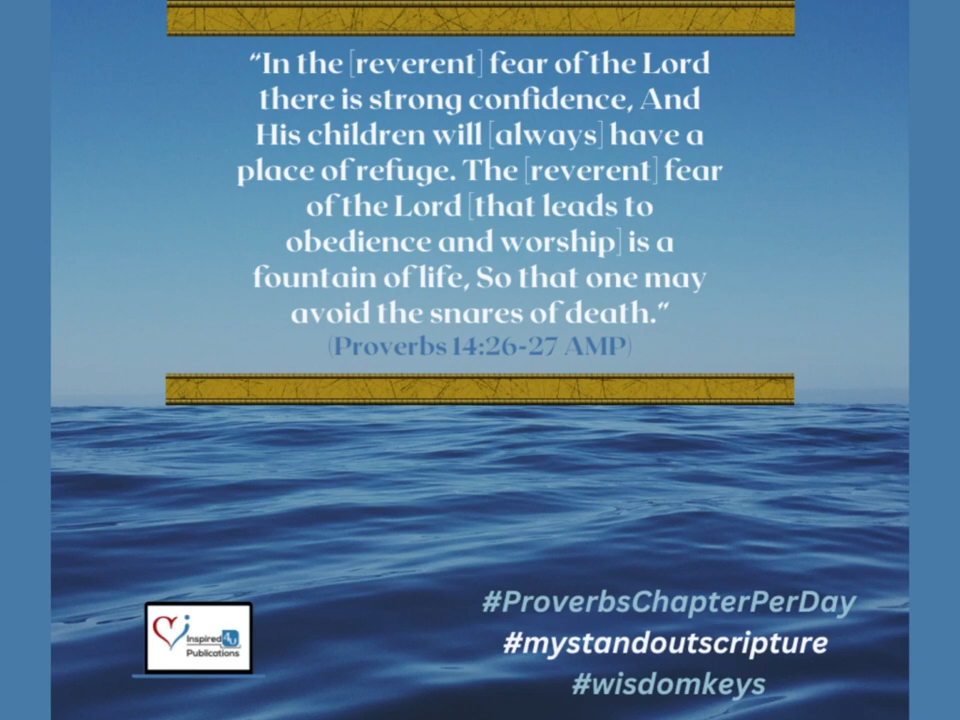 "In the [reverent] fear of the Lord
there is strong confidence, And
His children will [always] have a
place of refuge. The [reverent] fear
of the Lord [that leads to
obedience and worship] is a
fountain of life, So that one may
avoid the snares of death."
(Proverbs 14:26-27 AMP)
#ProverbsChapterPerDay
#mystandoutscripture
#wisdomkeys
Inspired 4U
Publications